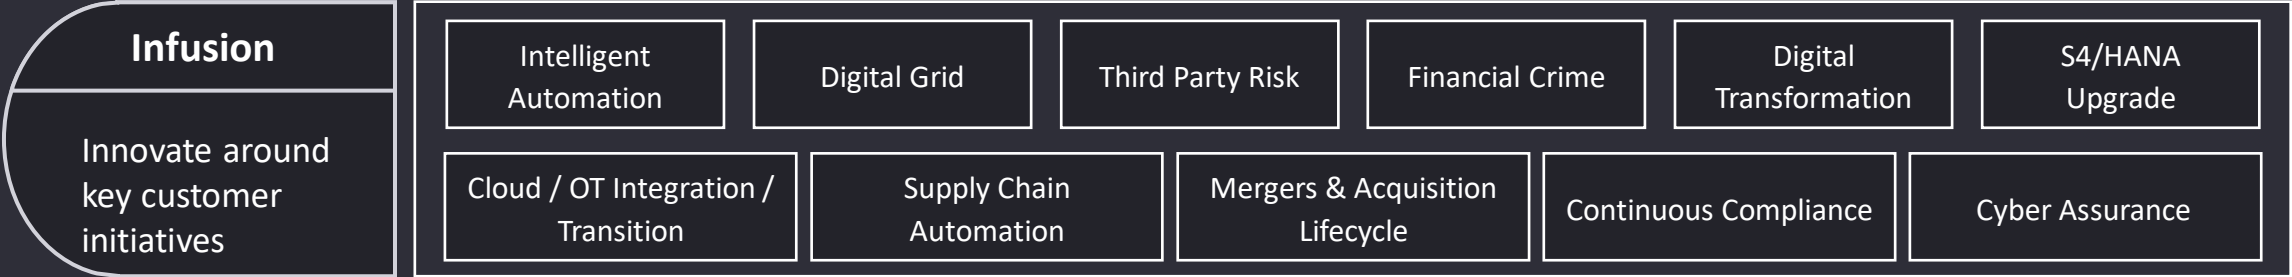 Infusion
Innovate around
key customer
initiatives
Intelligent
Automation
Digital Grid
Third Party Risk
Financial Crime
Digital
Transformation
S4/HANA
Upgrade
Cloud / OT Integration /
Transition
Supply Chain
Automation
Mergers & Acquisition
Lifecycle
Continuous Compliance
Cyber Assurance